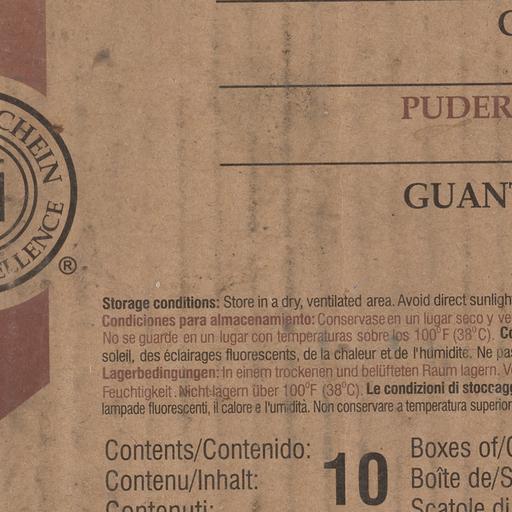 PUDER
GUANT
CHEIN
ELLENCE
®
Storage conditions: Store in a dry, ventilated area. Avoid direct sunligh
Condiciones para almacenamiento: Conservase en un lugar seco y ve
No se guarde en un lugar con temperaturas sobre los 100°F (38°C). Co
soleil, des éclairages fluorescents, de la chaleur et de l'humidité. Ne pa
Lagerbedingungen: In einem trockenen und belüfteten Raum lagern. V
Feuchtigkeit. Nicht lagern über 100°F (38°C). Le condizioni di stoccagg
lampade fluorescenti, il calore e l'umidità. Non conservare a temperatura superior
Contents/Contenido:
Contenu/Inhalt:
Contenuti:
10
Boxes of/C
Boîte de/S
Scatole di